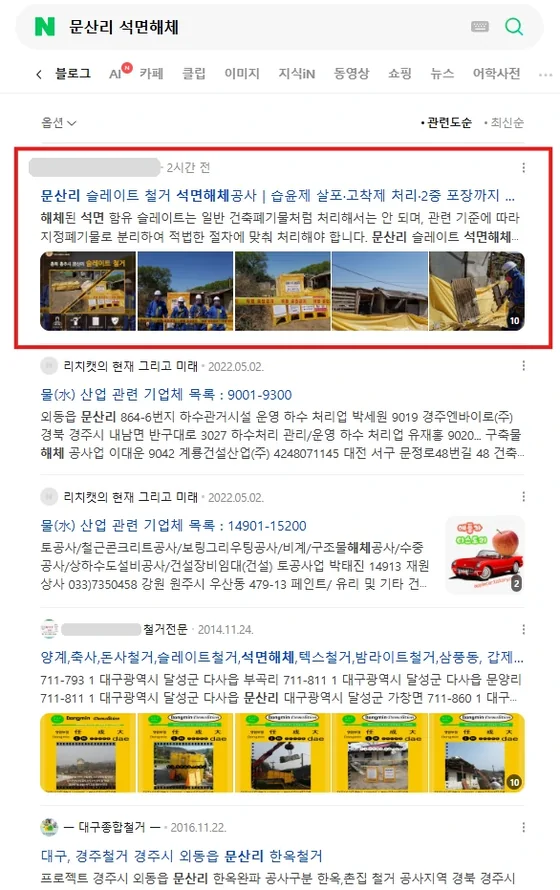 N 문산리 석면해체
블로그 AI N 카페 클립 이미지 지식iN 동영상 쇼핑 뉴스 어학사전
옵션 • 관련도순 • 최신순
· 2시간 전
문산리 슬레이트 철거 석면해체공사 | 습윤제 살포·고착제 처리·2중 포장까지 ...
해체된 석면 함유 슬레이트는 일반 건축폐기물처럼 처리해서는 안 되며, 관련 기준에 따라
지정폐기물로 분리하여 적법한 절자에 맞춰 처리해야 합니다. 문산리 슬레이트 석면해체...
슬레이트 철거
10
리치캣의 현재 그리고 미래 · 2022.05.02.
물(水) 산업 관련 기업체 목록 : 9001-9300
외동읍 문산리 864-6번지 하수관거시설 운영 하수 처리업 박세원 9019 경주엔바이로(주)
경북 경주시 내남면 반구대로 3027 하수처리 관리/운영 하수 처리업 유재홍 9020... 구축물
해체 공사업 이대운 9042 계룡건설산업(주) 4248071145 대전 서구 문정로48번길 48 건축...
리치캣의 현재 그리고 미래 · 2022.05.02.
물(水) 산업 관련 기업체 목록 : 14901-15200
토공사/철근콘크리트공사/보링그리우팅공사/비계/구조물해체공사/수중
공사/상하수도설비공사/건설장비임대(건설) 토공사업 박태진 14913 재원
상사 033)7350458 강원 원주시 우산동 479-13 페인트/ 유리 및 기타 건...
2
철거전문 · 2014.11.24.
양계,축사,돈사철거,슬레이트철거,석면해체,텍스철거,밤라이트철거,삼풍동, 갑제...
711-793 1 대구광역시 달성군 다사읍 부곡리 711-811 1 대구광역시 달성군 다사읍 문양리
711-811 1 대구광역시 달성군 다사읍 문산리 대구광역시 달성군 가창면 711-860 1 대구...
10
— 대구종합철거 — · 2016.11.22.
대구, 경주철거 경주시 외동읍 문산리 한옥철거
프로젝트 경주시 외동읍 문산리 한옥완파 공사구분 한옥,촌집 철거 공사지역 경북 경주시